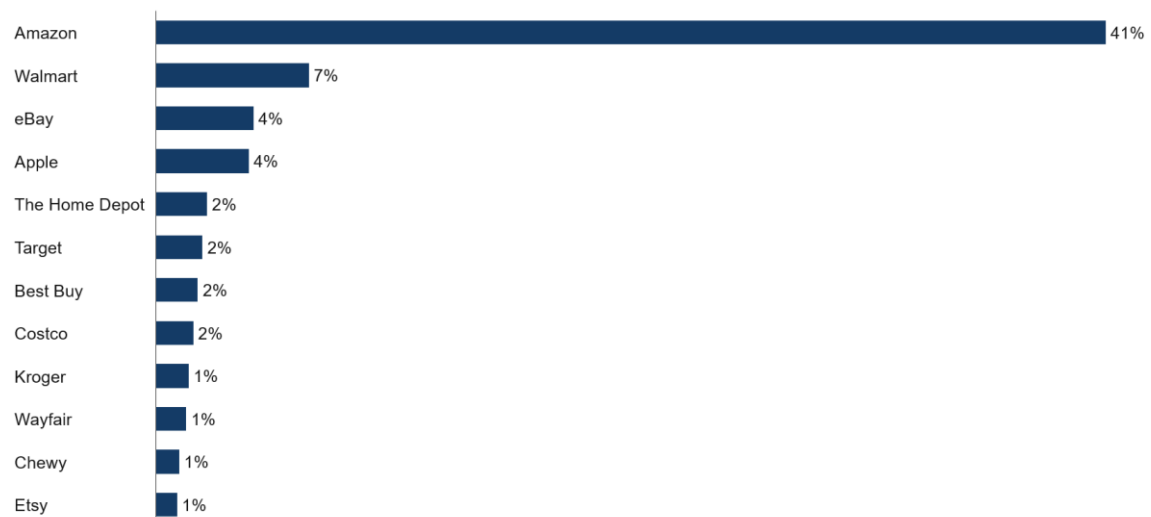 Amazon 41%
Walmart 7%
eBay 4%
Apple 4%
The Home Depot 2%
Target 2%
Best Buy 2%
Costco 2%
Kroger 1%
Wayfair 1%
Chewy 1%
Etsy 1%